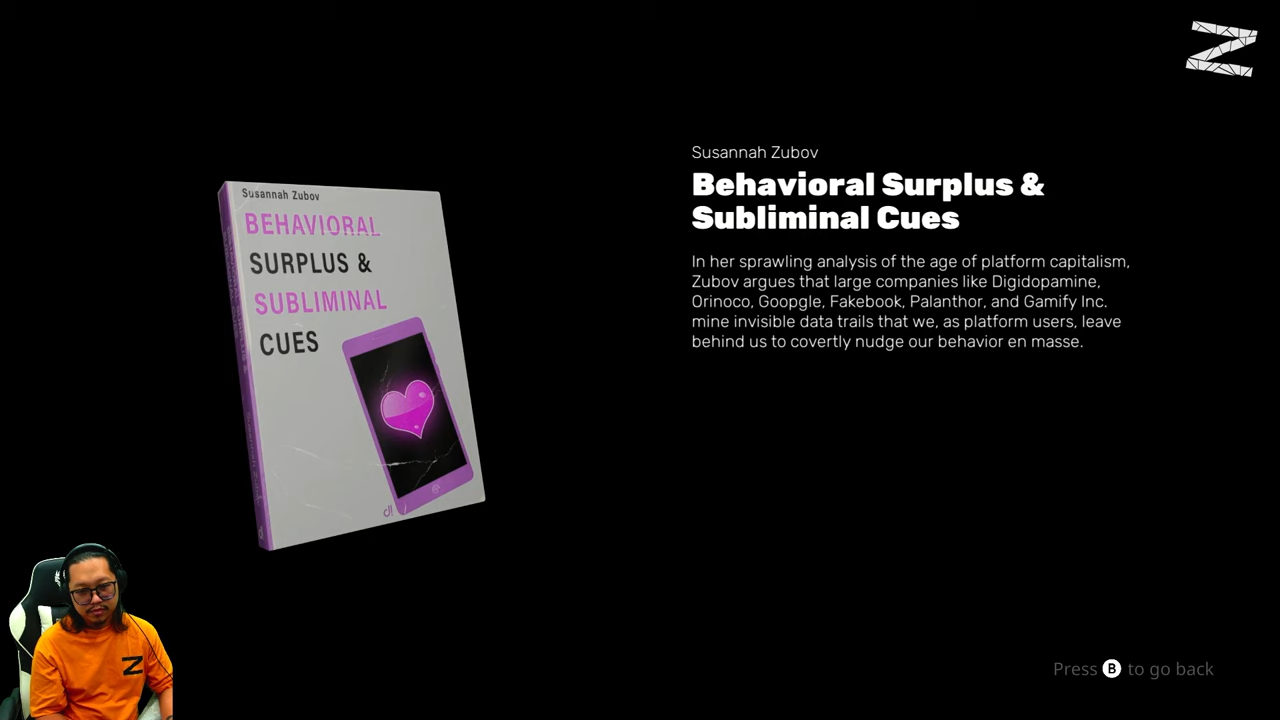 Z
Susannah Zubov
BEHAVIORAL
SURPLUS &
SUBLIMINAL
CUES
Susannah Zubov
Behavioral Surplus &
Subliminal Cues
In her sprawling analysis of the age of platform capitalism,
Zubov argues that large companies like Digidopamine,
Orinoco, Goopgle, Fakebook, Palanthor, and Gamify Inc.
mine invisible data trails that we, as platform users, leave
behind us to covertly nudge our behavior en masse.
Z
Press B to go back